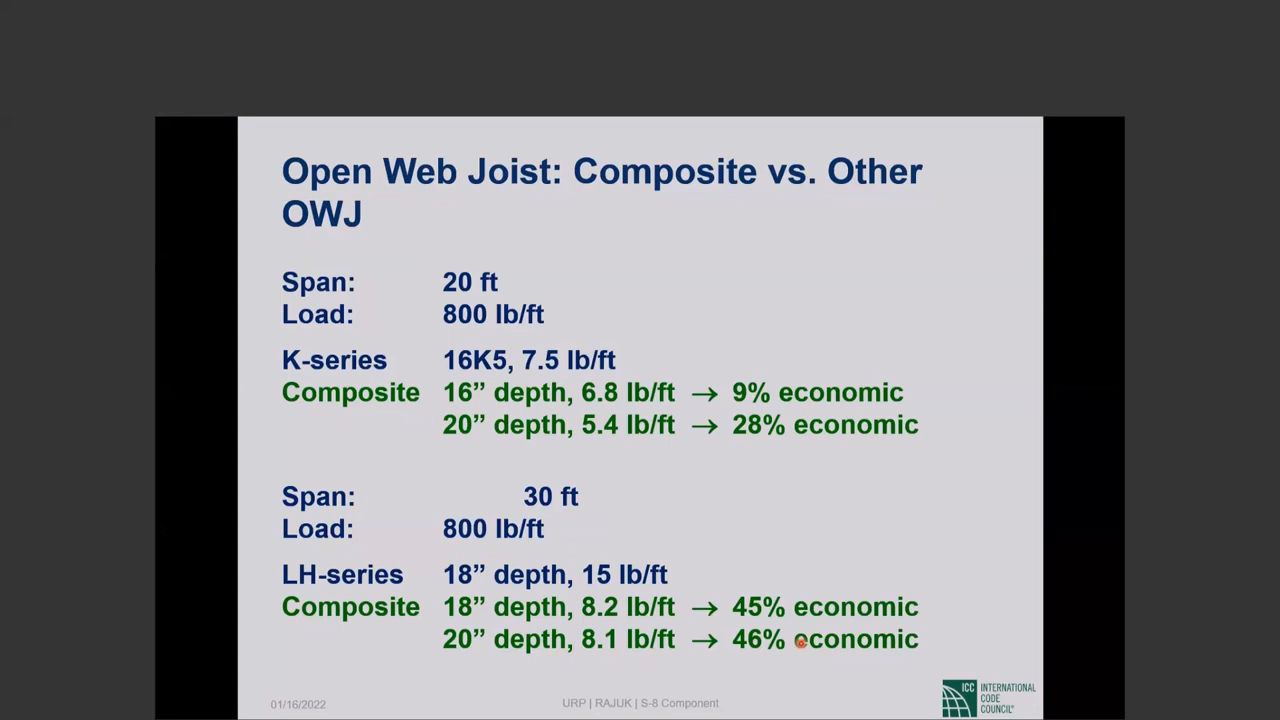 Open Web Joist: Composite vs. Other
OWJ
Span: 20 ft
Load: 800 lb/ft
K-series 16K5, 7.5 lb/ft
Composite 16” depth, 6.8 lb/ft → 9% economic
20” depth, 5.4 lb/ft → 28% economic
Span: 30 ft
Load: 800 lb/ft
LH-series 18” depth, 15 lb/ft
Composite 18” depth, 8.2 lb/ft → 45% economic
20” depth, 8.1 lb/ft → 46% economic
01/16/2022
URP | RAJUK | S-8 Component
ICC
INTERNATIONAL
CODE
COUNCIL®